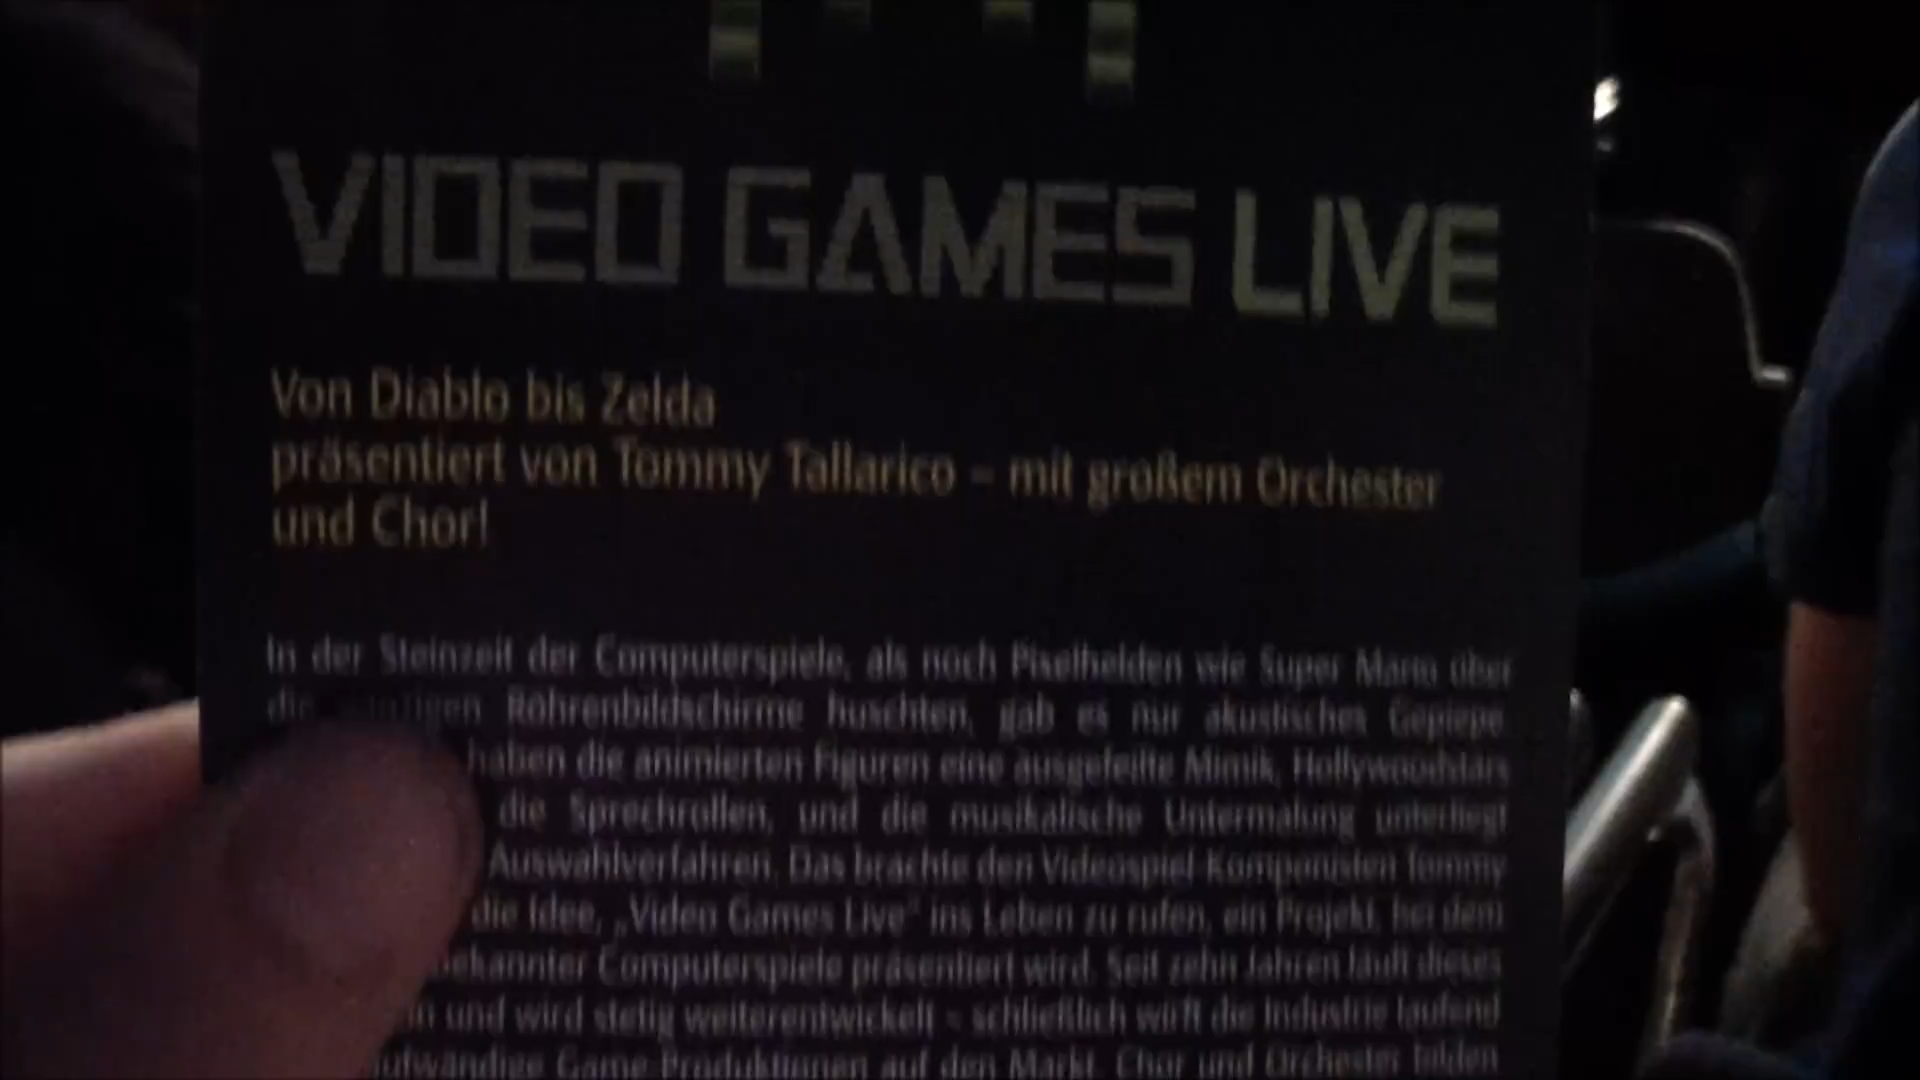 VIDEO GAMES LIVE
Von Diablo bis Zelda
präsentiert von Tommy Tallarico – mit großem Orchester
und Chor!
In der Steinzeit der Computerspiele, als noch Pixelhelden wie Super Mario über
die Röhrenbildschirme huschten, gab es nur akustisches Gepiepe
haben die animierten Figuren eine ausgefeilte Mimik, Hollywoodstars
die Sprechrollen, und die musikalische Untermalung unterliegt
Auswahlverfahren. Das brachte den Videospiel-Komponisten Tommy
die Idee, „Video Games Live“ ins Leben zu rufen, ein Projekt, bei dem
Computerspiele präsentiert wird. Seit zehn Jahren läuft dieses
und wird stetig weiterentwickelt – schließlich wirft die Industrie laufend
Game Produktionen auf den Markt. Chor und Orchester bilden